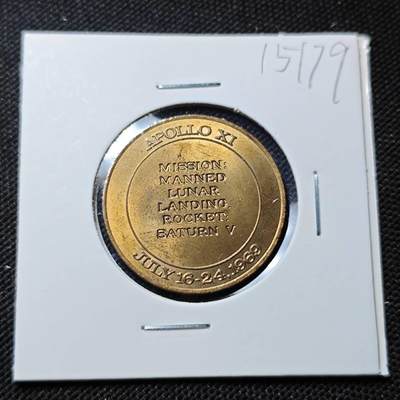 15179
APOLLO XI
MISSION:
MANNED
LUNAR
LANDING
ROCKET:
SATURN V
JULY 16-24, 1969